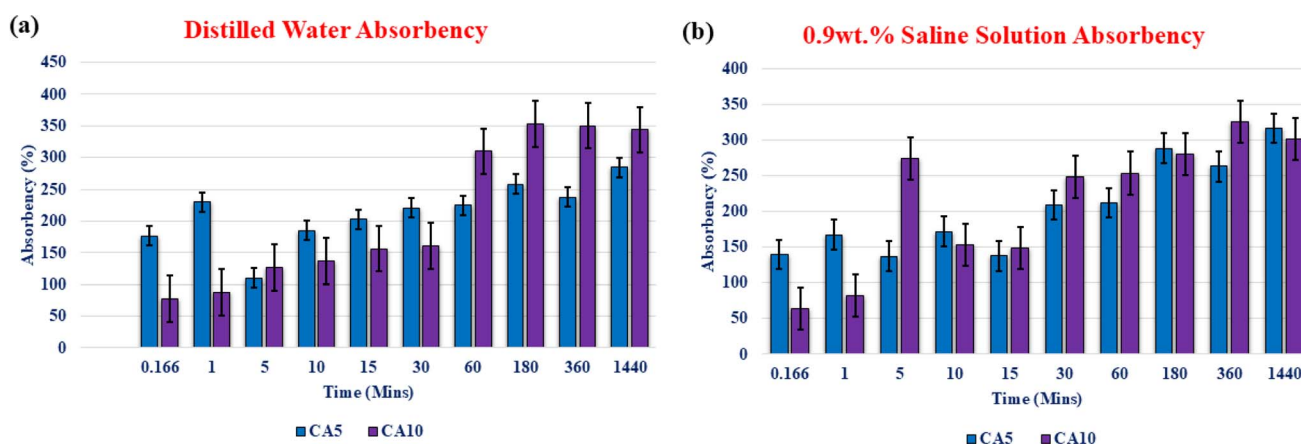 (a)
Distilled Water Absorbency
450
400
350
300
250
200
150
100
50
0
Absorbency (%)
0.166 1 5 10 15 30 60 180 360 1440
Time (Mins)
CA5 CA10
(b)
0.9wt.% Saline Solution Absorbency
400
350
300
250
200
150
100
50
0
Absorbency (%)
0.166 1 5 10 15 30 60 180 360 1440
Time (Mins)
CA5 CA10